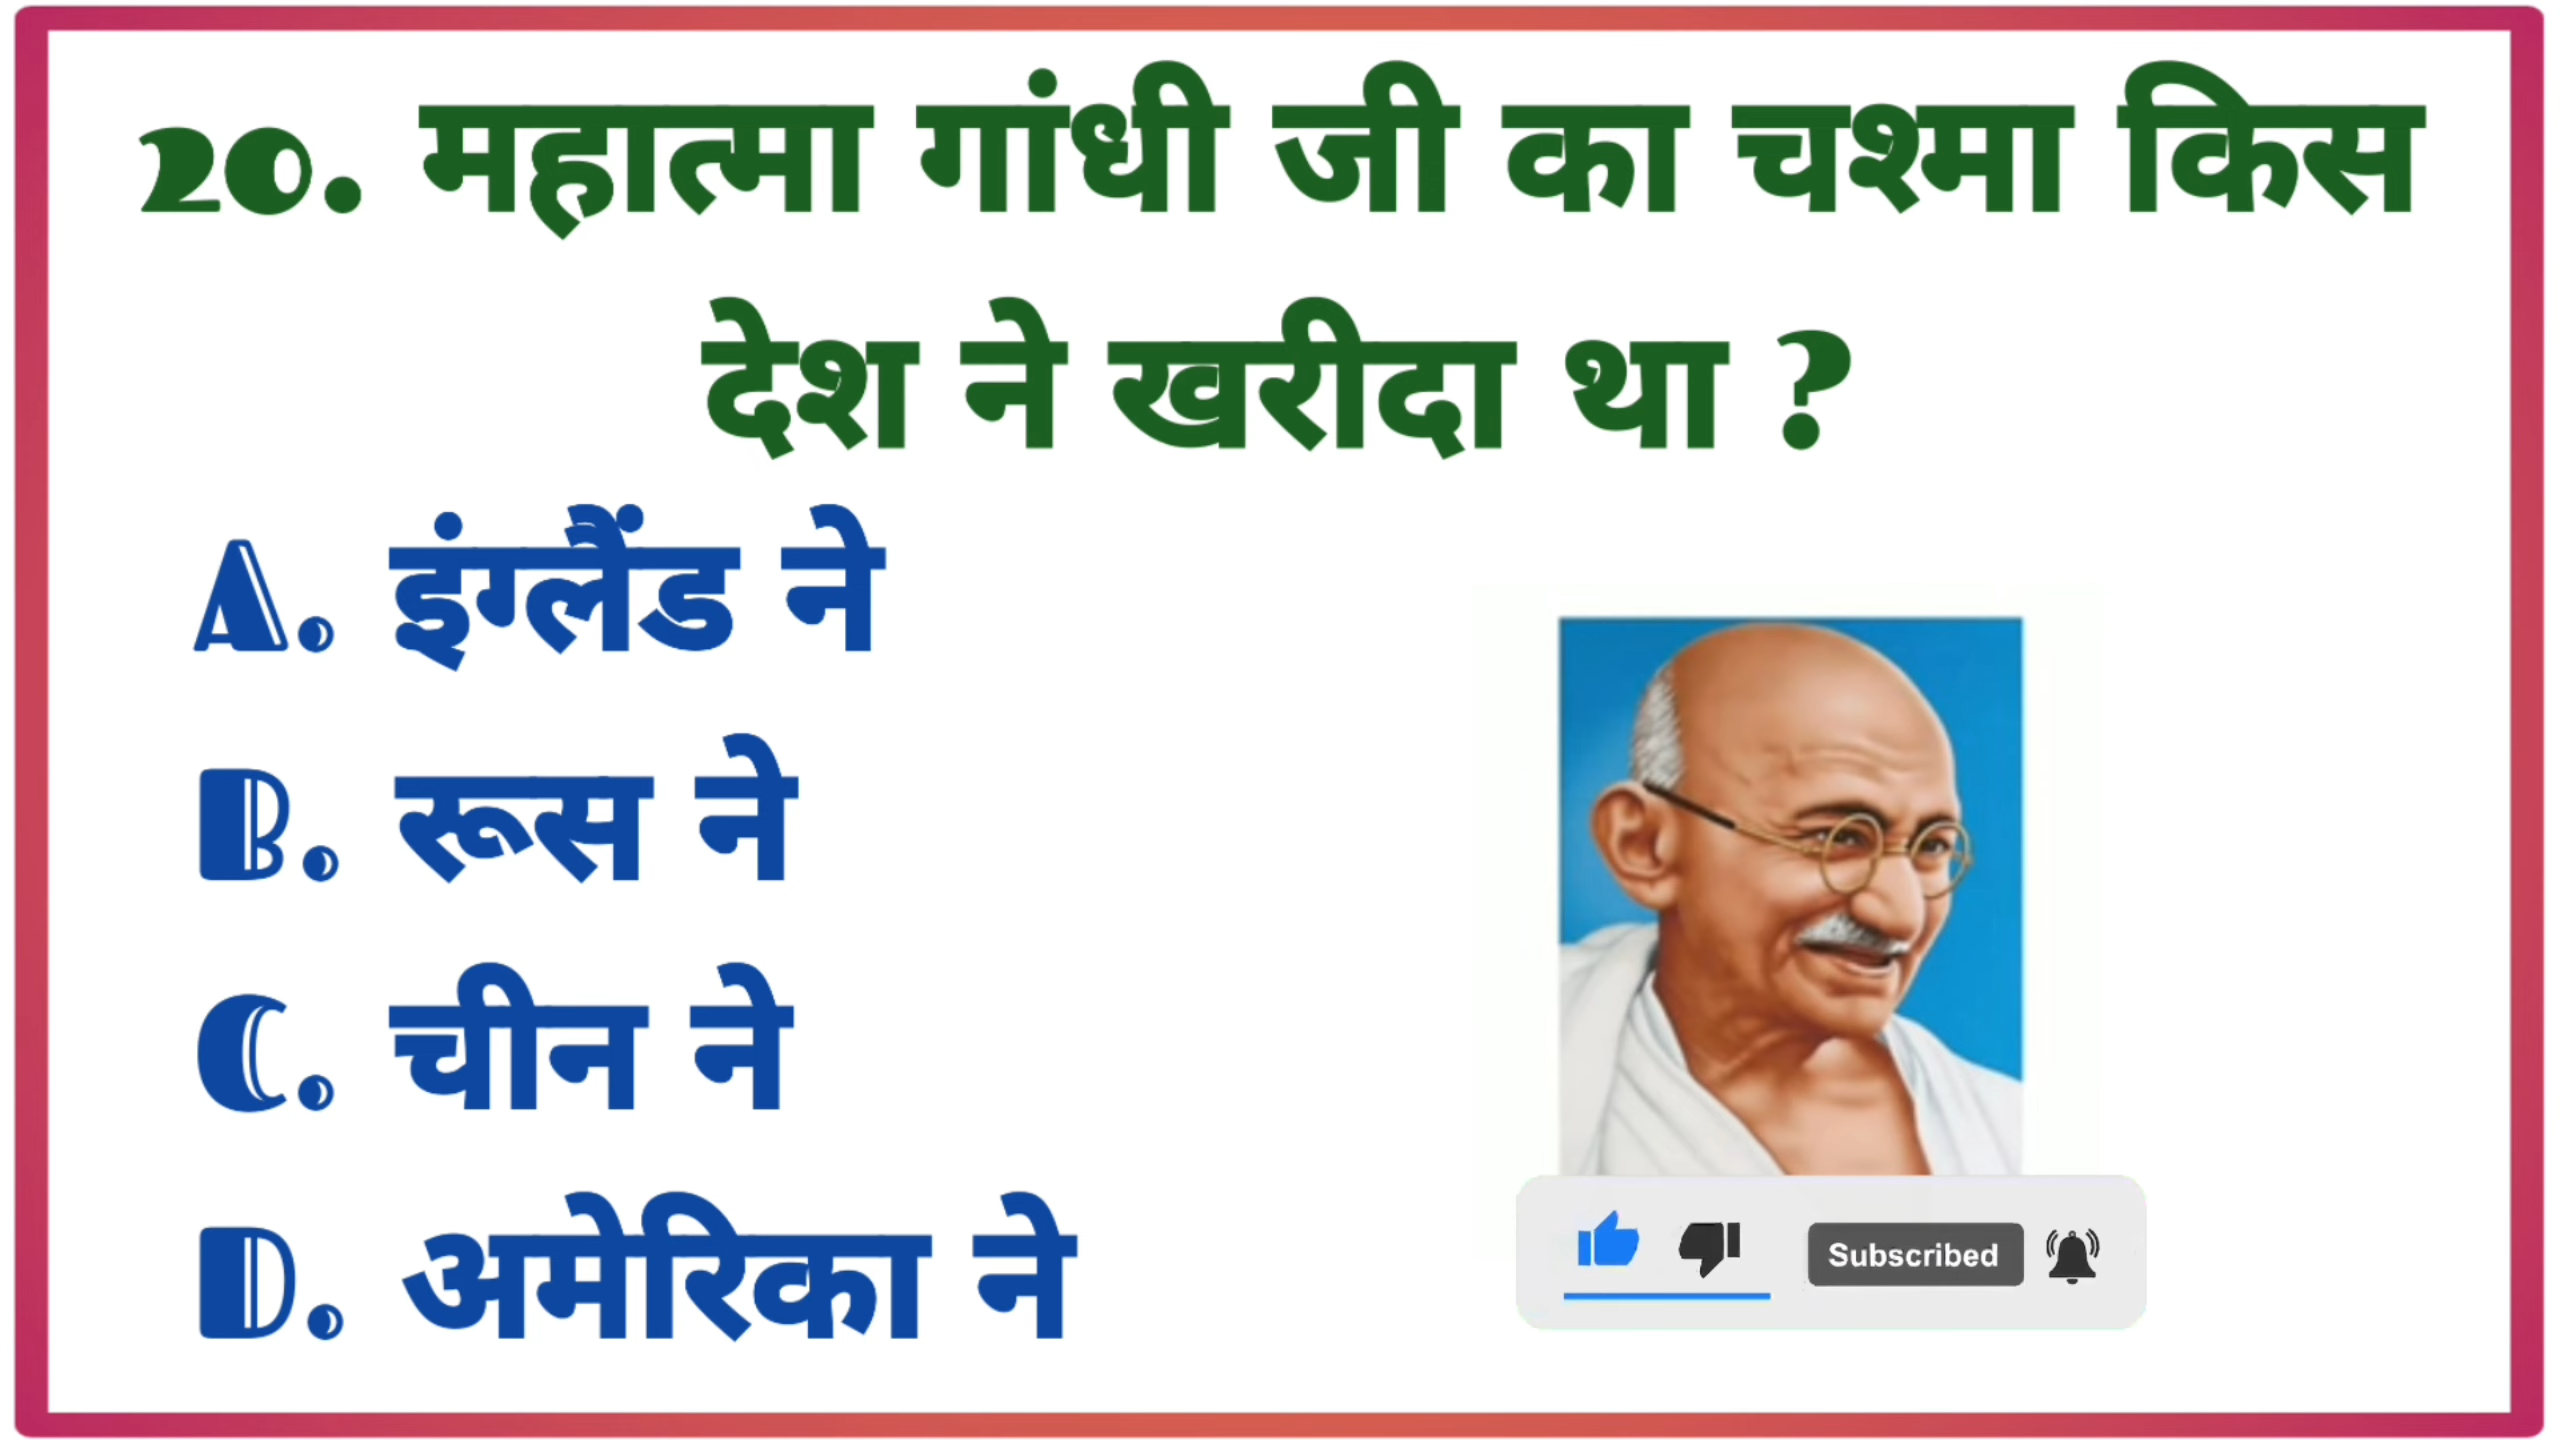 20. महात्मा गांधी जी का चश्मा किस
देश ने खरीदा था ?
A. इंग्लैंड ने
B. रूस ने
C. चीन ने
D. अमेरिका ने
Subscribed